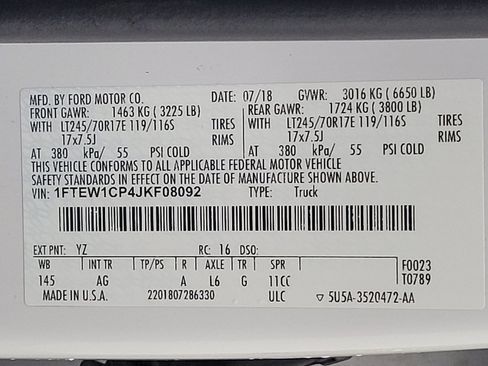 MFD. BY FORD MOTOR CO. DATE: 07/18 GVWR: 3016 KG ( 6650 LB)
FRONT GAWR: 1463 KG ( 3225 LB) REAR GAWR: 1724 KG ( 3800 LB)
WITH LT245/70R17E 119/116S TIRES WITH LT245/70R17E 119/116S TIRES
17x7.5J RIMS 17x7.5J RIMS
AT 380 kPa/ 55 PSI COLD AT 380 kPa/ 55 PSI COLD
THIS VEHICLE CONFORMS TO ALL APPLICABLE FEDERAL MOTOR VEHICLE
SAFETY STANDARDS IN EFFECT ON THE DATE OF MANUFACTURE SHOWN ABOVE.
VIN: 1FTEW1CP4JKF08092 TYPE: Truck
EXT PNT: YZ RC: 16 DSO:
WB INT TR TP/PS R AXLE TR SPR F0023
145 AG A L6 G 11CC T0789
MADE IN U.S.A. 2201807286330 ULC ▽ 5U5A-3520472-AA